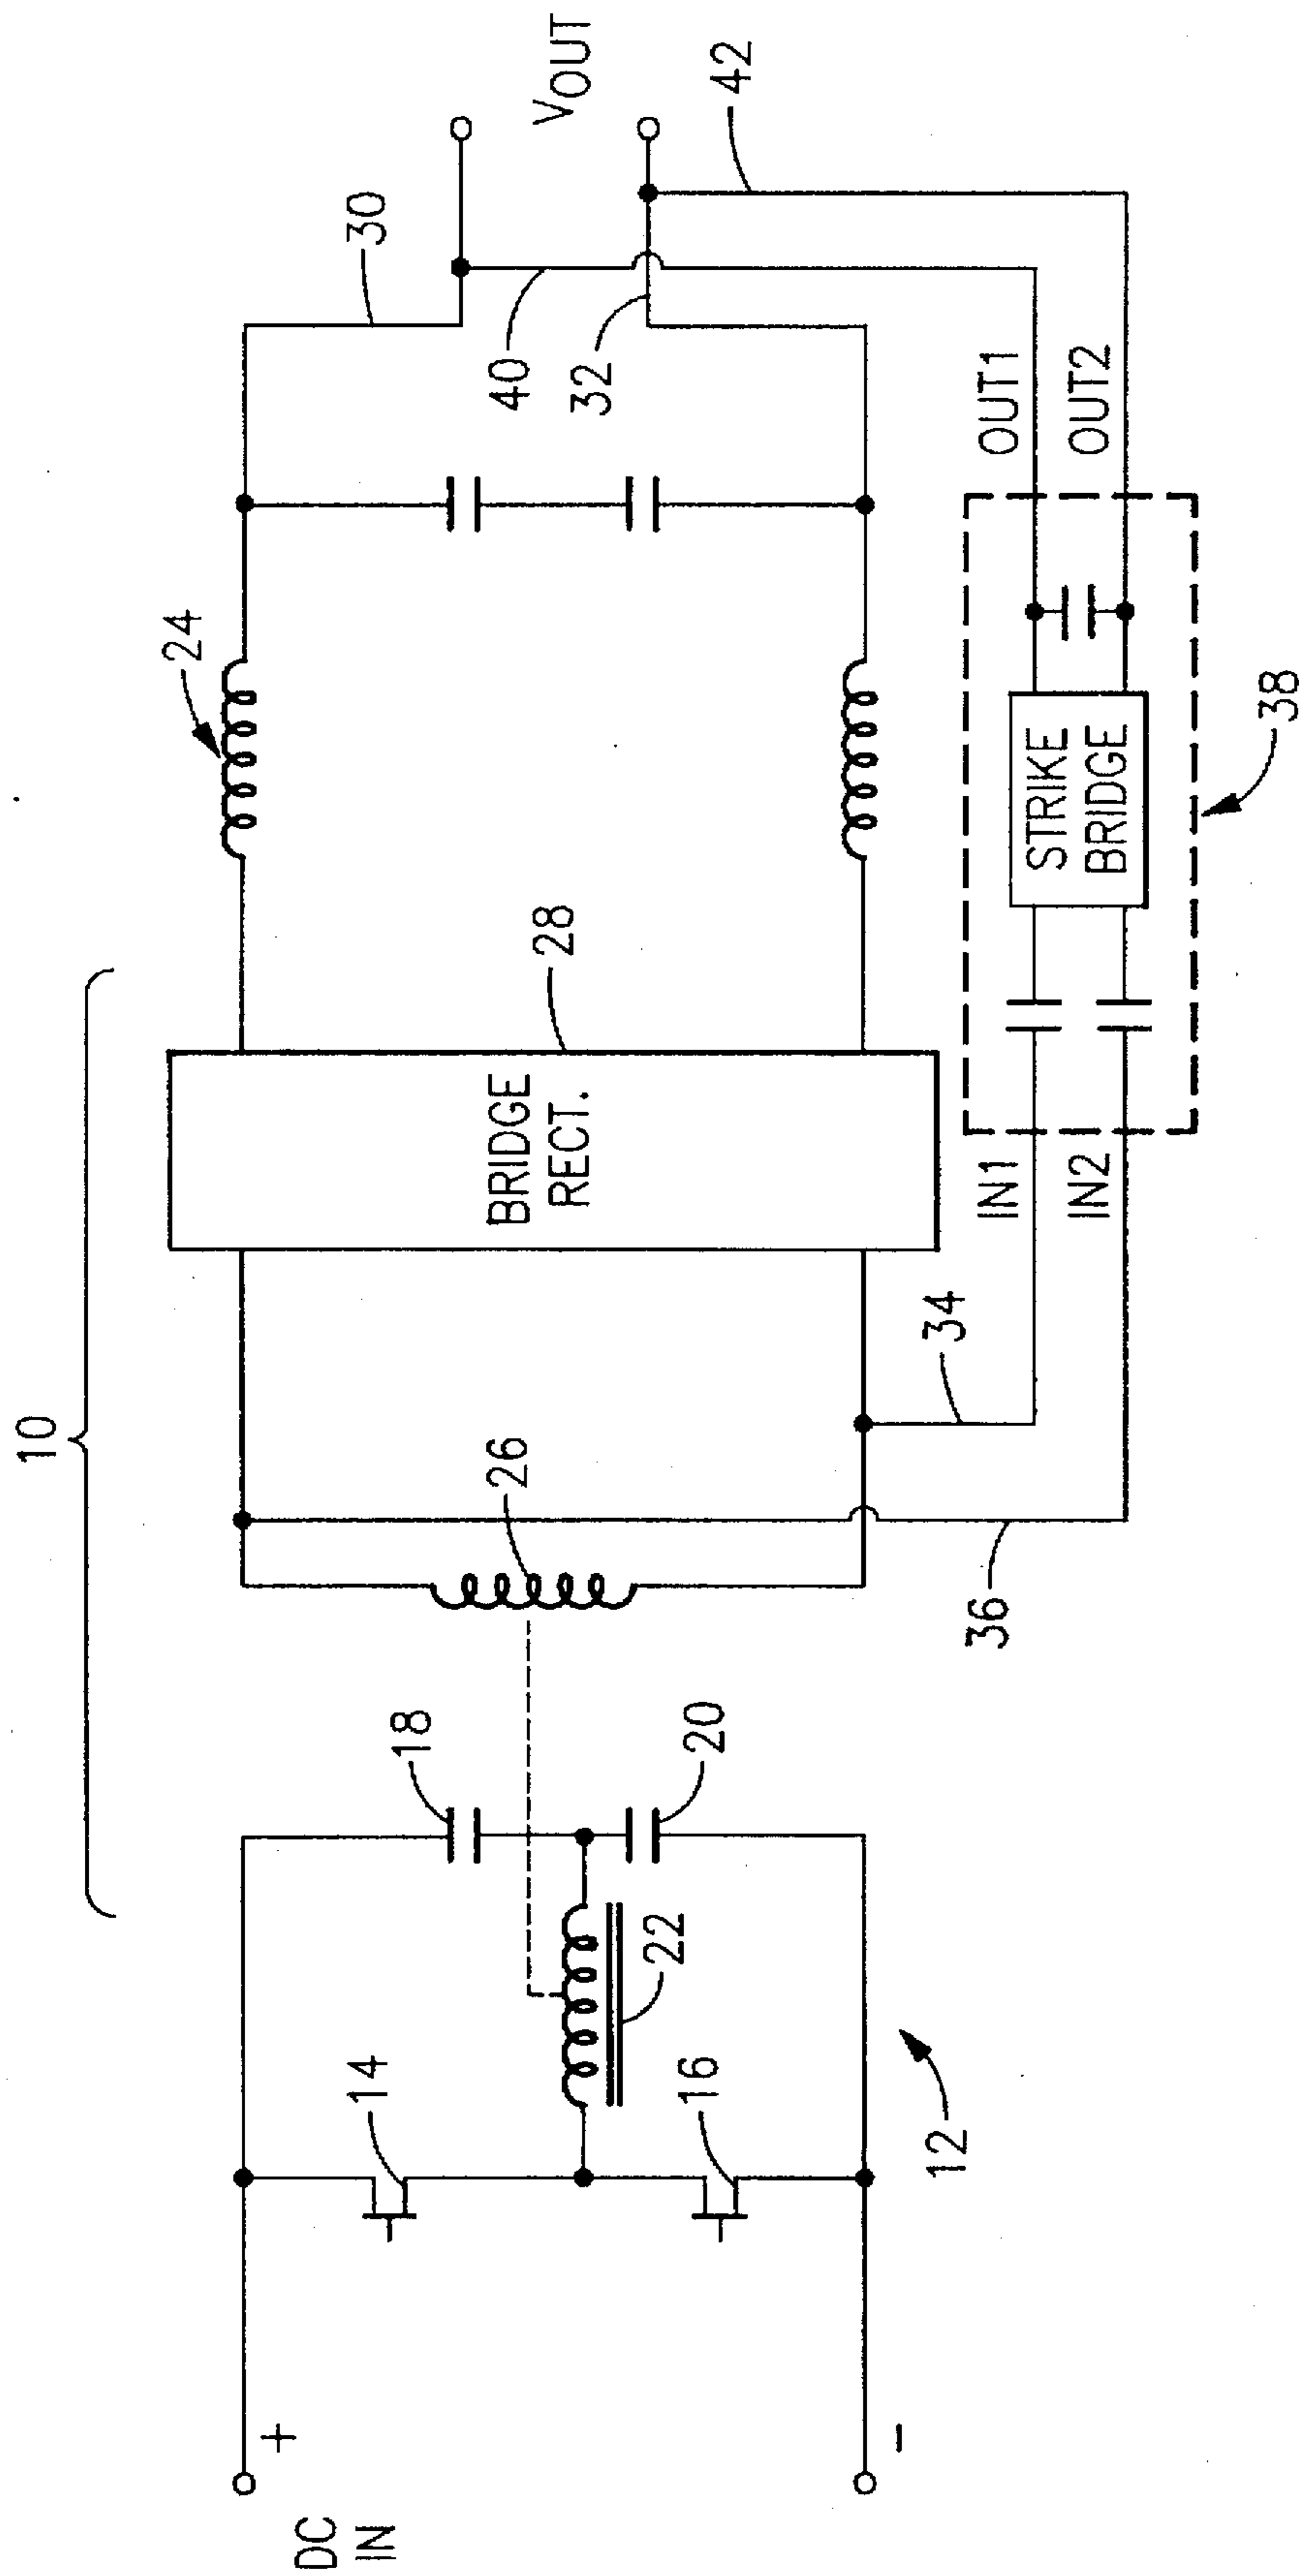 10
24
30
VOUT
42
DC
IN
+
14
18
26
28
BRIDGE
RECT.
40
32
22
20
16
-
12
36
34
IN1
IN2
STRIKE
BRIDGE
OUT1
OUT2
38